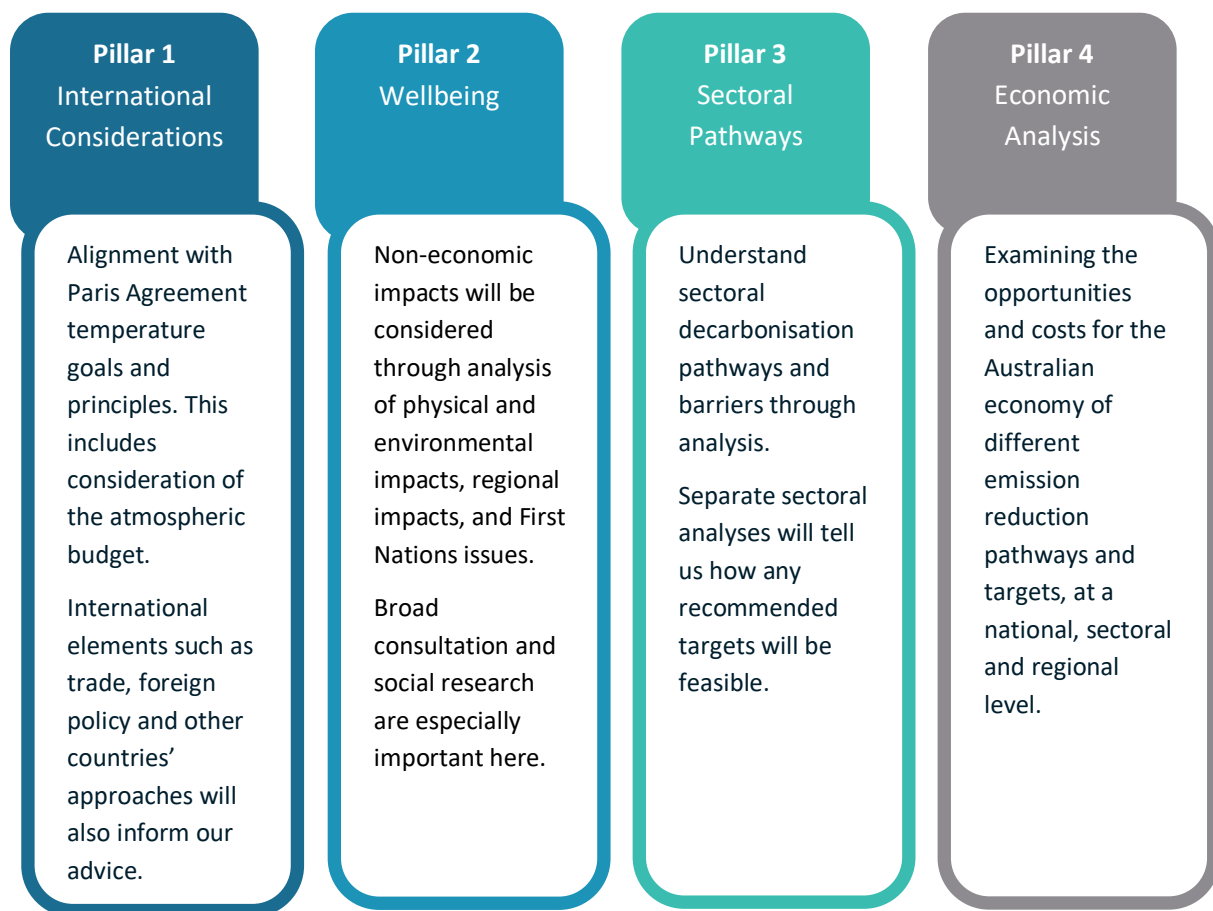 Pillar 1
International
Considerations
Alignment with
Paris Agreement
temperature
goals and
principles. This
includes
consideration of
the atmospheric
budget.
International
elements such as
trade, foreign
policy and other
countries’
approaches will
also inform our
advice.
Pillar 2
Wellbeing
Non-economic
impacts will be
considered
through analysis
of physical and
environmental
impacts, regional
impacts, and First
Nations issues.
Broad
consultation and
social research
are especially
important here.
Pillar 3
Sectoral
Pathways
Understand
sectoral
decarbonisation
pathways and
barriers through
analysis.
Separate sectoral
analyses will tell
us how any
recommended
targets will be
feasible.
Pillar 4
Economic
Analysis
Examining the
opportunities
and costs for the
Australian
economy of
different
emission
reduction
pathways and
targets, at a
national, sectoral
and regional
level.